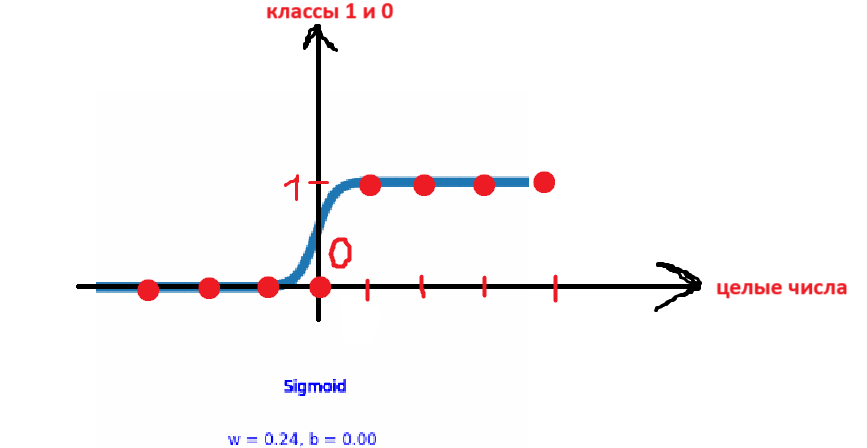 классы 1 и 0
1
0
целые числа
Sigmoid
w = 0.24, b = 0.00